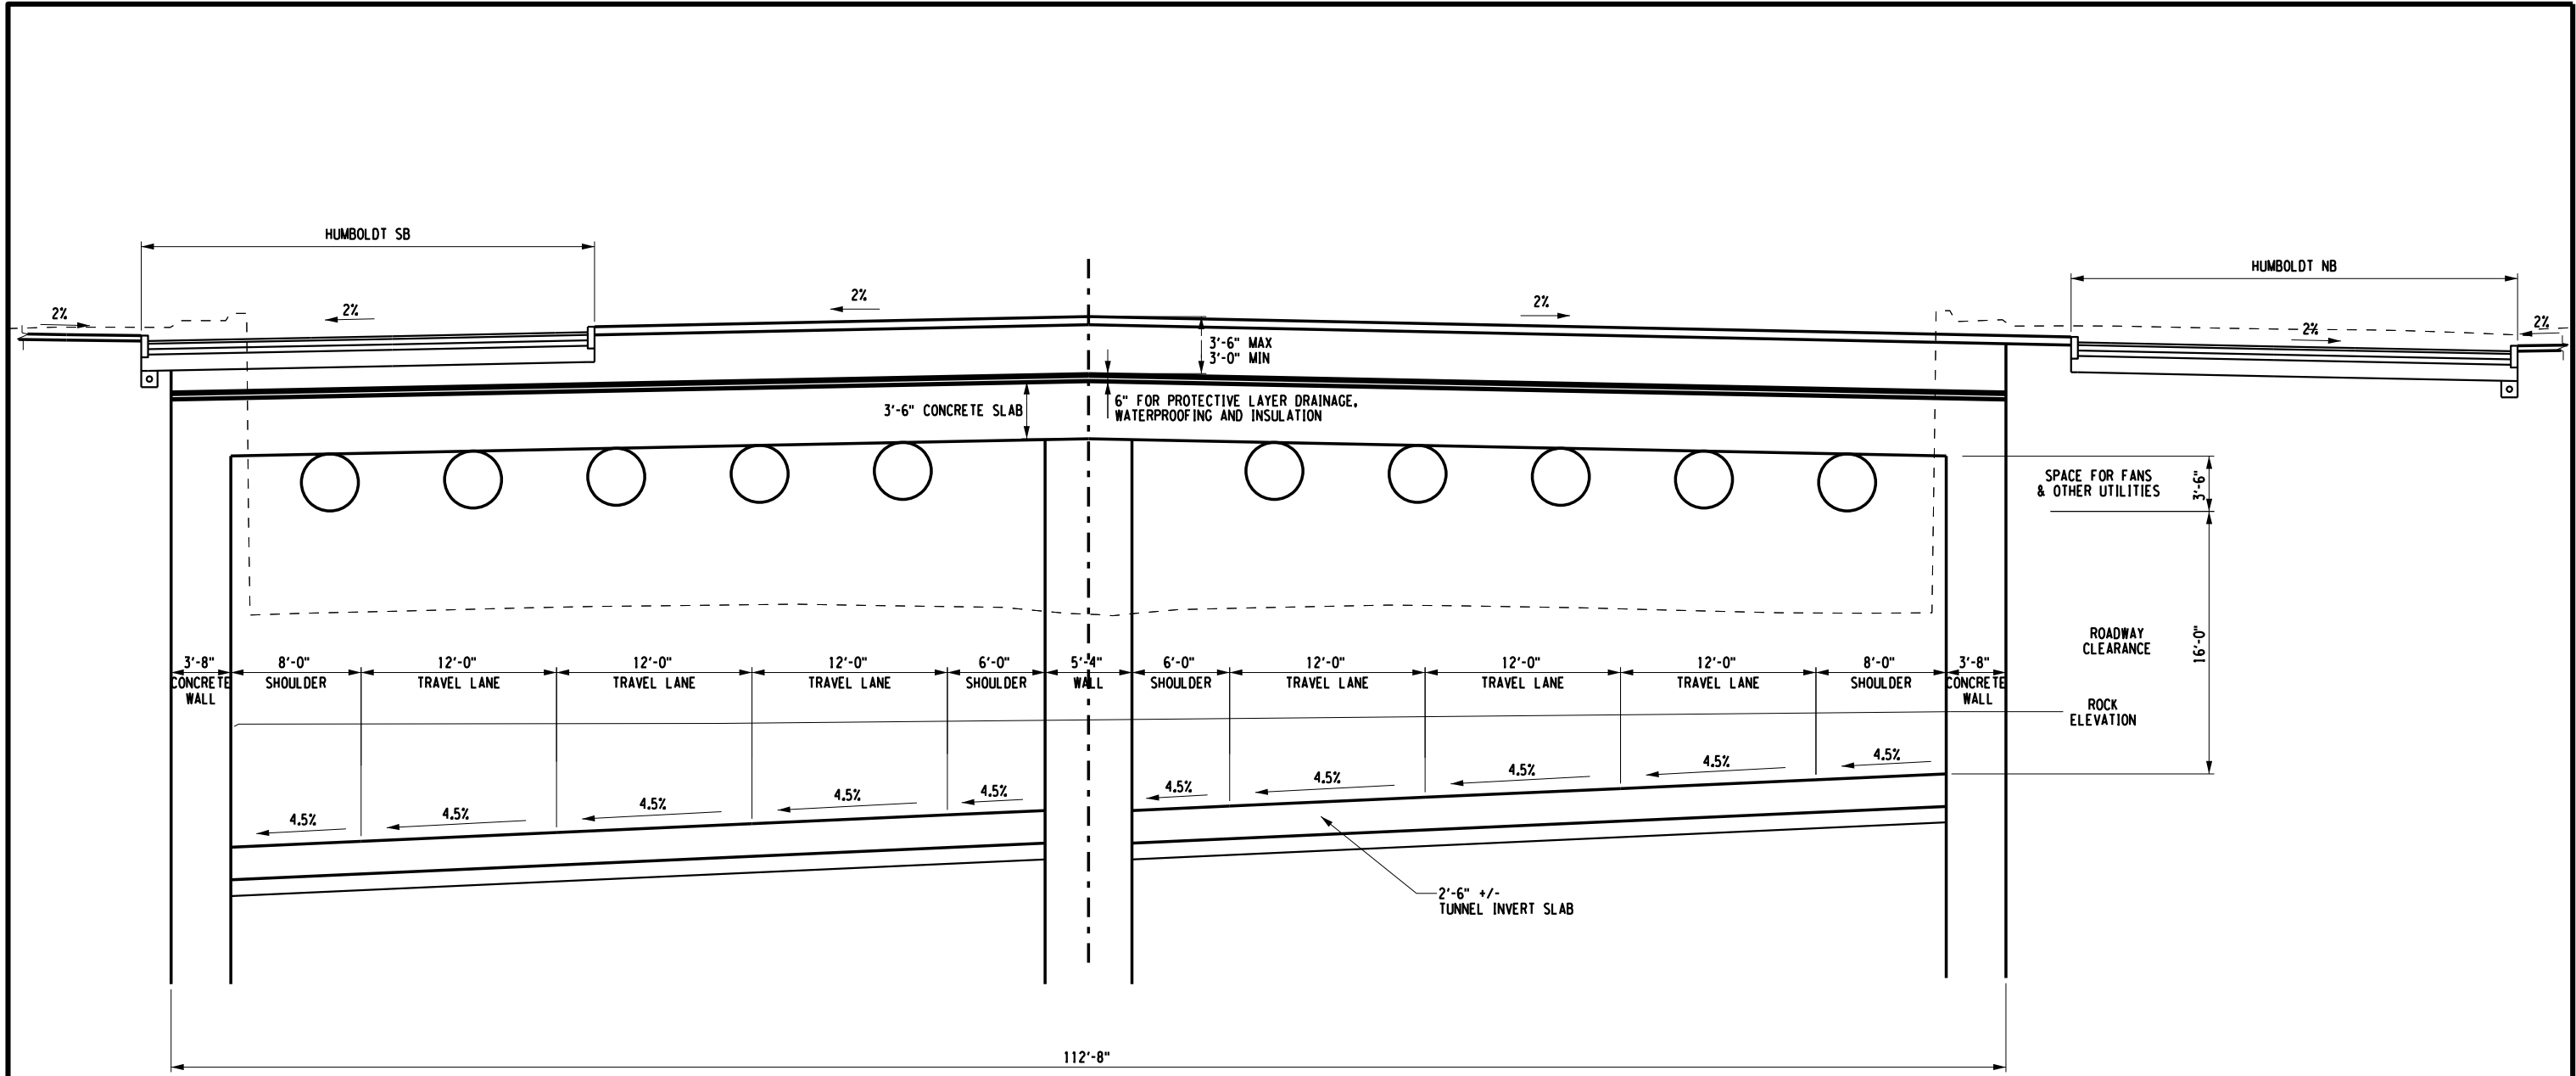 HUMBOLDT SB
HUMBOLDT NB
2%
2%
2%
2%
2%
2%
3'-6" MAX
3'-0" MIN
3'-6" CONCRETE SLAB
6" FOR PROTECTIVE LAYER DRAINAGE,
WATERPROOFING AND INSULATION
SPACE FOR FANS
& OTHER UTILITIES
3'-6"
ROADWAY
CLEARANCE
16'-0"
3'-8"
CONCRETE
WALL
8'-0"
SHOULDER
12'-0"
TRAVEL LANE
12'-0"
TRAVEL LANE
12'-0"
TRAVEL LANE
6'-0"
SHOULDER
5'-4"
WALL
6'-0"
SHOULDER
12'-0"
TRAVEL LANE
12'-0"
TRAVEL LANE
12'-0"
TRAVEL LANE
8'-0"
SHOULDER
3'-8"
CONCRETE
WALL
ROCK
ELEVATION
4.5%
4.5%
4.5%
4.5%
4.5%
4.5%
4.5%
4.5%
4.5%
4.5%
2'-6" +/-
TUNNEL INVERT SLAB
112'-8"